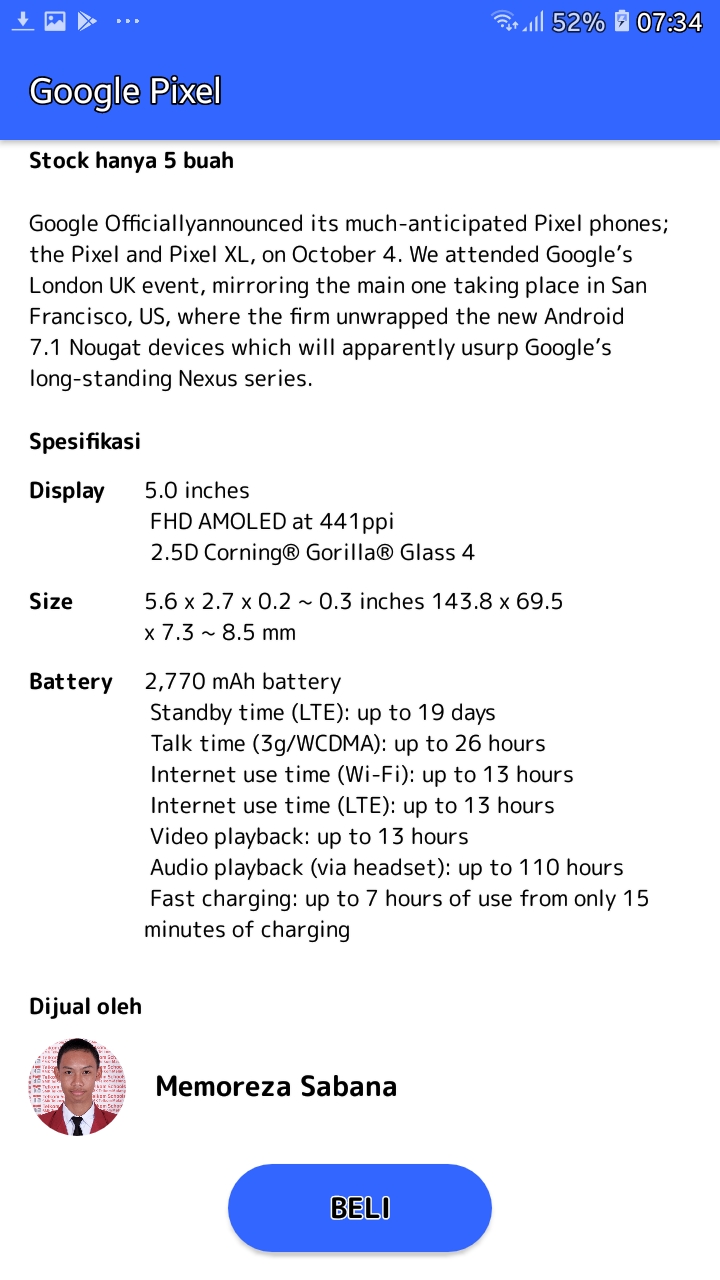 52% 07:34
Google Pixel
Stock hanya 5 buah
Google Officiallyannounced its much-anticipated Pixel phones;
the Pixel and Pixel XL, on October 4. We attended Google’s
London UK event, mirroring the main one taking place in San
Francisco, US, where the firm unwrapped the new Android
7.1 Nougat devices which will apparently usurp Google’s
long-standing Nexus series.
Spesifikasi
Display 5.0 inches
FHD AMOLED at 441ppi
2.5D Corning® Gorilla® Glass 4
Size 5.6 x 2.7 x 0.2 ~ 0.3 inches 143.8 x 69.5
x 7.3 ~ 8.5 mm
Battery 2,770 mAh battery
Standby time (LTE): up to 19 days
Talk time (3g/WCDMA): up to 26 hours
Internet use time (Wi-Fi): up to 13 hours
Internet use time (LTE): up to 13 hours
Video playback: up to 13 hours
Audio playback (via headset): up to 110 hours
Fast charging: up to 7 hours of use from only 15
minutes of charging
Dijual oleh
Memoreza Sabana
BELI